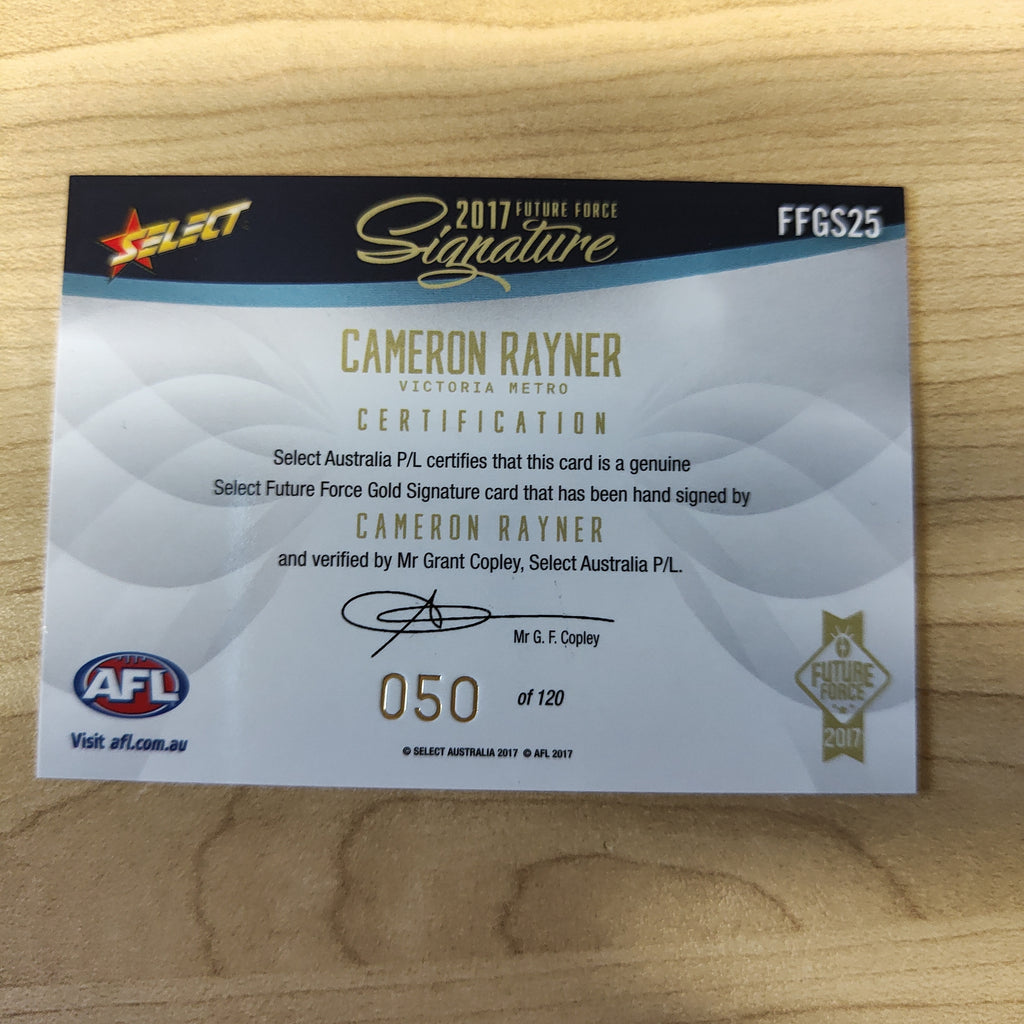 SELECT
2017 FUTURE FORCE
Signature
FFGS25
CAMERON RAYNER
VICTORIA METRO
CERTIFICATION
Select Australia P/L certifies that this card is a genuine
Select Future Force Gold Signature card that has been hand signed by
CAMERON RAYNER
and verified by Mr Grant Copley, Select Australia P/L.
Mr G. F. Copley
050 of 120
AFL
Visit afl.com.au
© SELECT AUSTRALIA 2017 © AFL 2017
FUTURE
FORCE
2017